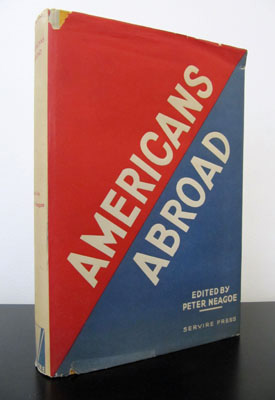 AMERICANS
ABROAD
EDITED BY
PETER NEAGOE
SERVIRE PRESS